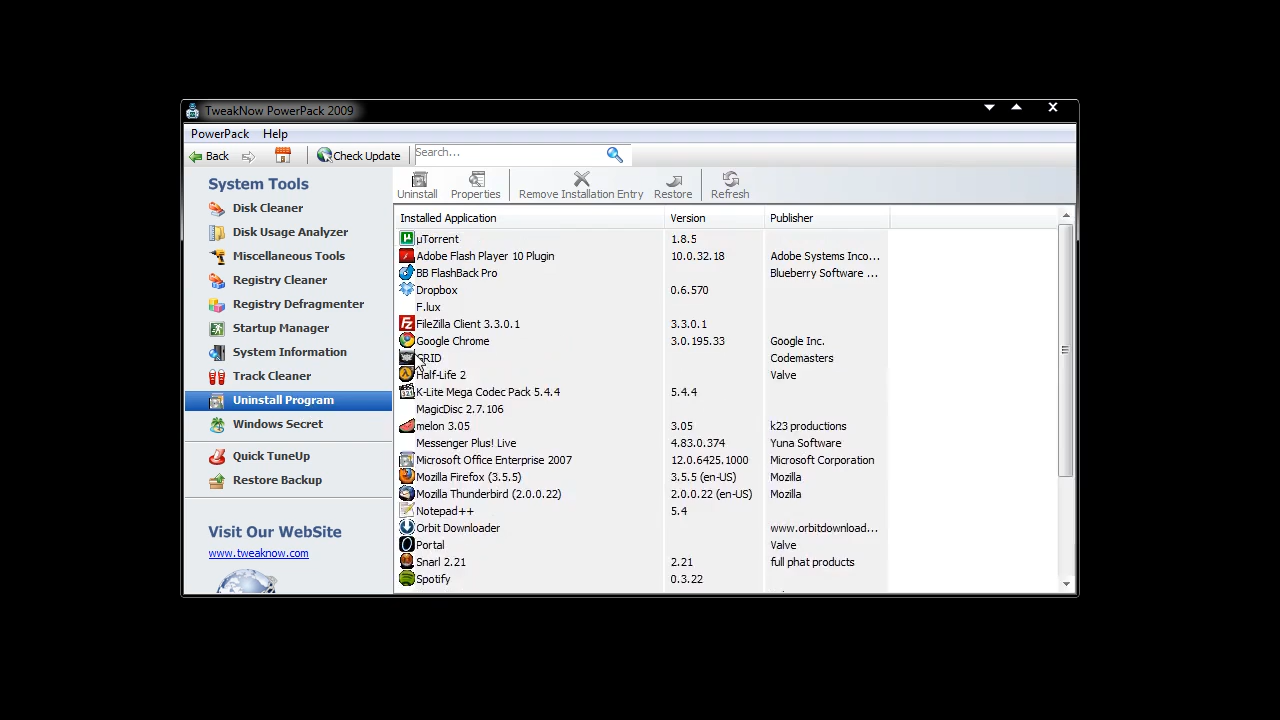 TweakNow PowerPack 2009
PowerPack Help
Back Check Update Search...
System Tools
Disk Cleaner
Disk Usage Analyzer
Miscellaneous Tools
Registry Cleaner
Registry Defragmenter
Startup Manager
System Information
Track Cleaner
Uninstall Program
Windows Secret
Quick TuneUp
Restore Backup
Visit Our WebSite
www.tweaknow.com
Uninstall Properties Remove Installation Entry Restore Refresh
Installed Application Version Publisher
µTorrent 1.8.5
Adobe Flash Player 10 Plugin 10.0.32.18 Adobe Systems Inco...
BB FlashBack Pro Blueberry Software ...
Dropbox 0.6.570
F.lux
FileZilla Client 3.3.0.1 3.3.0.1
Google Chrome 3.0.195.33 Google Inc.
GRID Codemasters
Half-Life 2 Valve
K-Lite Mega Codec Pack 5.4.4 5.4.4
MagicDisc 2.7.106
melon 3.05 3.05 k23 productions
Messenger Plus! Live 4.83.0.374 Yuna Software
Microsoft Office Enterprise 2007 12.0.6425.1000 Microsoft Corporation
Mozilla Firefox (3.5.5) 3.5.5 (en-US) Mozilla
Mozilla Thunderbird (2.0.0.22) 2.0.0.22 (en-US) Mozilla
Notepad++ 5.4
Orbit Downloader www.orbitdownload...
Portal Valve
Snarl 2.21 2.21 full phat products
Spotify 0.3.22